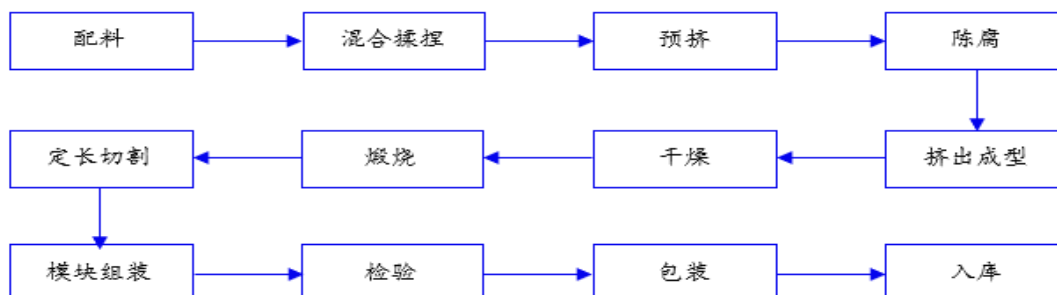 配料
混合揉捏
预挤
陈腐
挤出成型
干燥
煅烧
定长切割
模块组装
检验
包装
入库